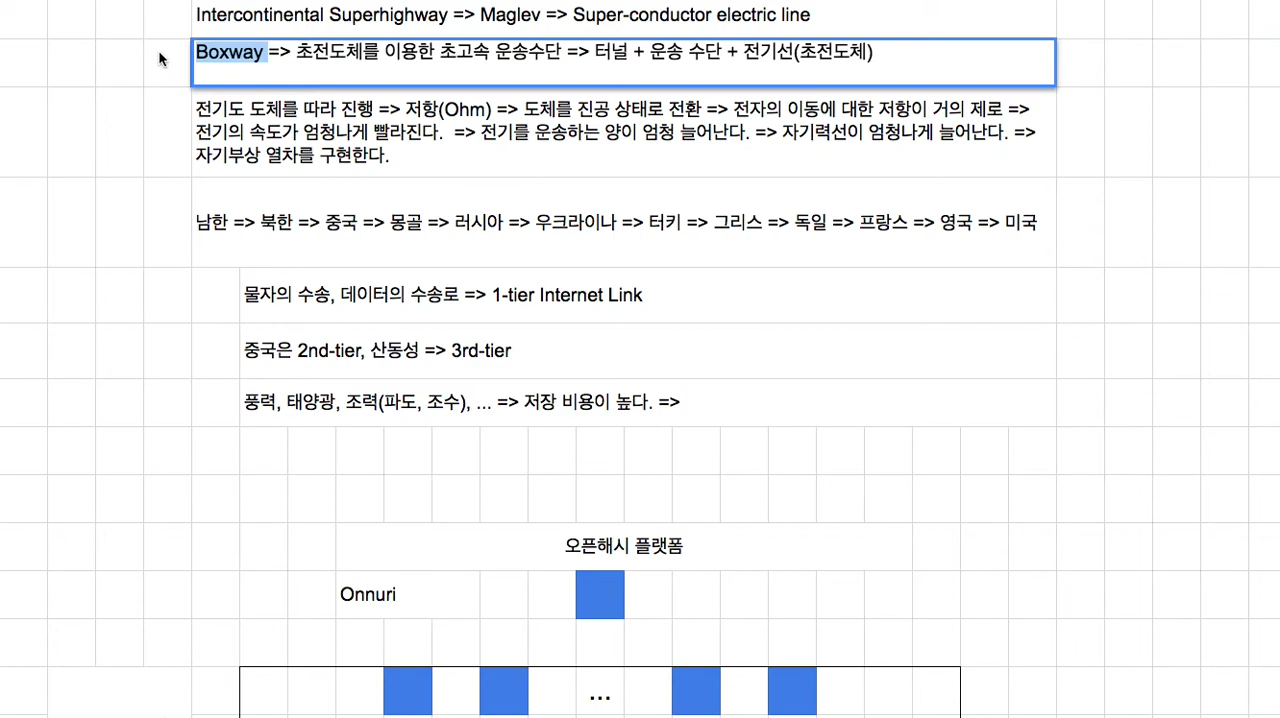 Intercontinental Superhighway => Maglev => Super-conductor electric line
Boxway => 초전도체를 이용한 초고속 운송수단 => 터널 + 운송 수단 + 전기선(초전도체)
전기도 도체를 따라 진행 => 저항(Ohm) => 도체를 진공 상태로 전환 => 전자의 이동에 대한 저항이 거의 제로 =>
전기의 속도가 엄청나게 빨라진다.  => 전기를 운송하는 양이 엄청 늘어난다. => 자기력선이 엄청나게 늘어난다. =>
자기부상 열차를 구현한다.
남한 => 북한 => 중국 => 몽골 => 러시아 => 우크라이나 => 터키 => 그리스 => 독일 => 프랑스 => 영국 => 미국
물자의 수송, 데이터의 수송로 => 1-tier Internet Link
중국은 2nd-tier, 산동성 => 3rd-tier
풍력, 태양광, 조력(파도, 조수), ... => 저장 비용이 높다. =>
오픈해시 플랫폼
Onnuri
...